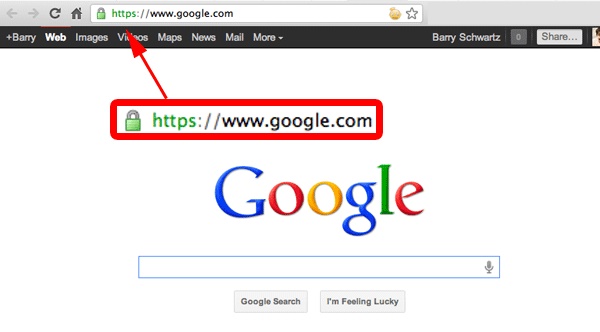 https://www.google.com
+Barry Web Images Videos Maps News Mail More Barry Schwartz 0 Share...
https://www.google.com
Google
Google Search I'm Feeling Lucky